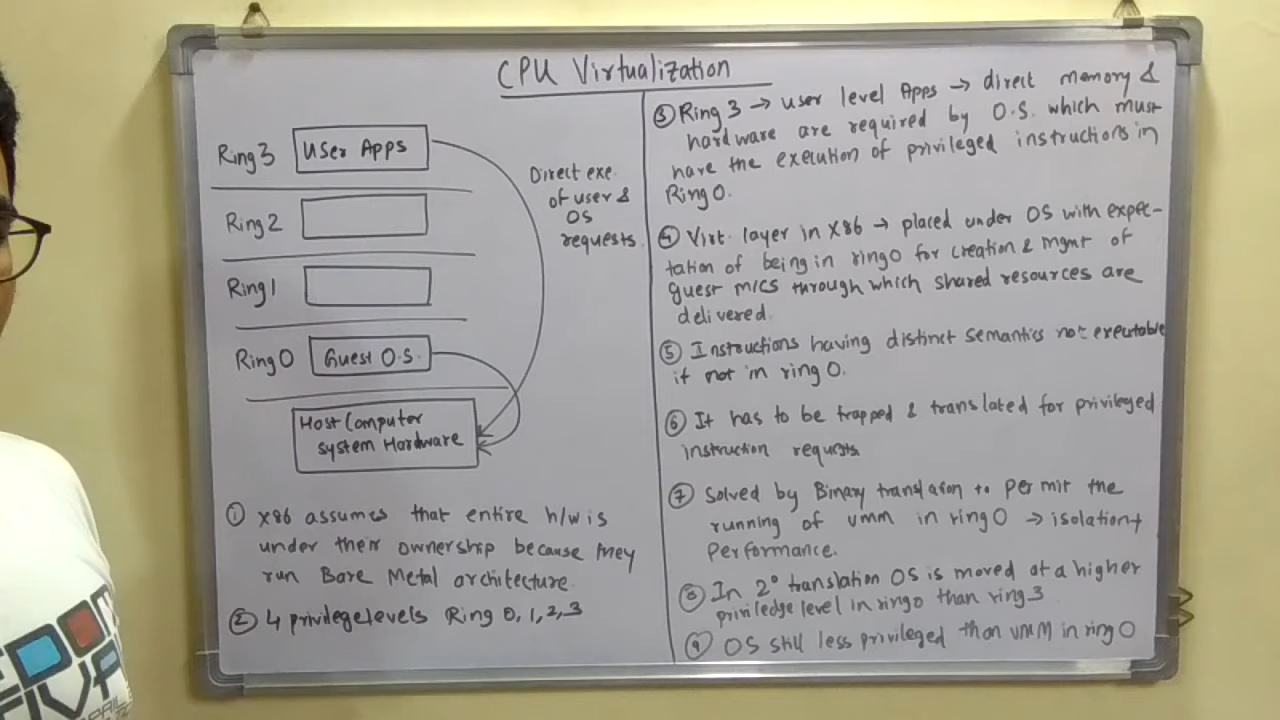 CPU Virtualization
Ring 3
User Apps
Ring 2
Ring 1
Ring 0
Guest O.S.
Host Computer
system Hardware
Direct exe.
of user &
OS
requests
① X86 assumes that entire h/w is
under their ownership because they
run Bare Metal architecture.
② 4 privilege levels Ring 0, 1, 2, 3
③ Ring 3 → user level Apps → direct memory &
hardware are required by O.S. which must
have the execution of privileged instructions in
Ring 0.
④ Virt. layer in X86 → placed under OS with expec-
tation of being in ring 0 for creation & mgmt of
guest m/cs through which shared resources are
delivered.
⑤ Instructions having distinct semantics not executable
if not in ring 0.
⑥ It has to be trapped & translated for privileged
instruction requests
⑦ Solved by Binary translation to permit the
running of vmm in ring 0 → isolation +
performance.
⑧ In 2° translation OS is moved at a higher
priviledge level in ring 0 than ring 3
⑨ OS still less privileged than VMM in ring 0